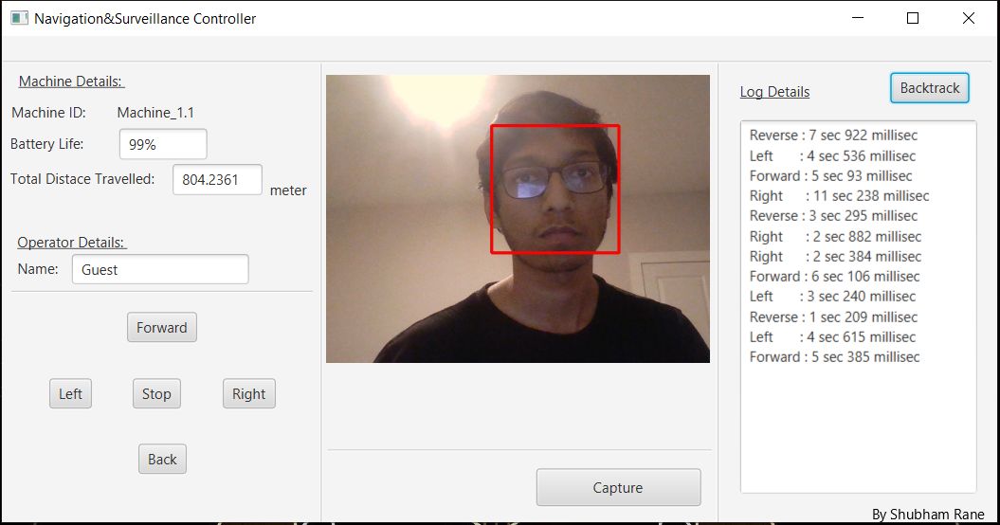 Navigation&Surveillance Controller
Machine Details:
Machine ID: Machine_1.1
Battery Life: 99%
Total Distace Travelled: 804.2361 meter
Operator Details:
Name: Guest
Forward
Left Stop Right
Back
Capture
Log Details Backtrack
Reverse : 7 sec 922 millisec
Left : 4 sec 536 millisec
Forward : 5 sec 93 millisec
Right : 11 sec 238 millisec
Reverse : 3 sec 295 millisec
Right : 2 sec 882 millisec
Right : 2 sec 384 millisec
Forward : 6 sec 106 millisec
Left : 3 sec 240 millisec
Reverse : 1 sec 209 millisec
Left : 4 sec 615 millisec
Forward : 5 sec 385 millisec
By Shubham Rane